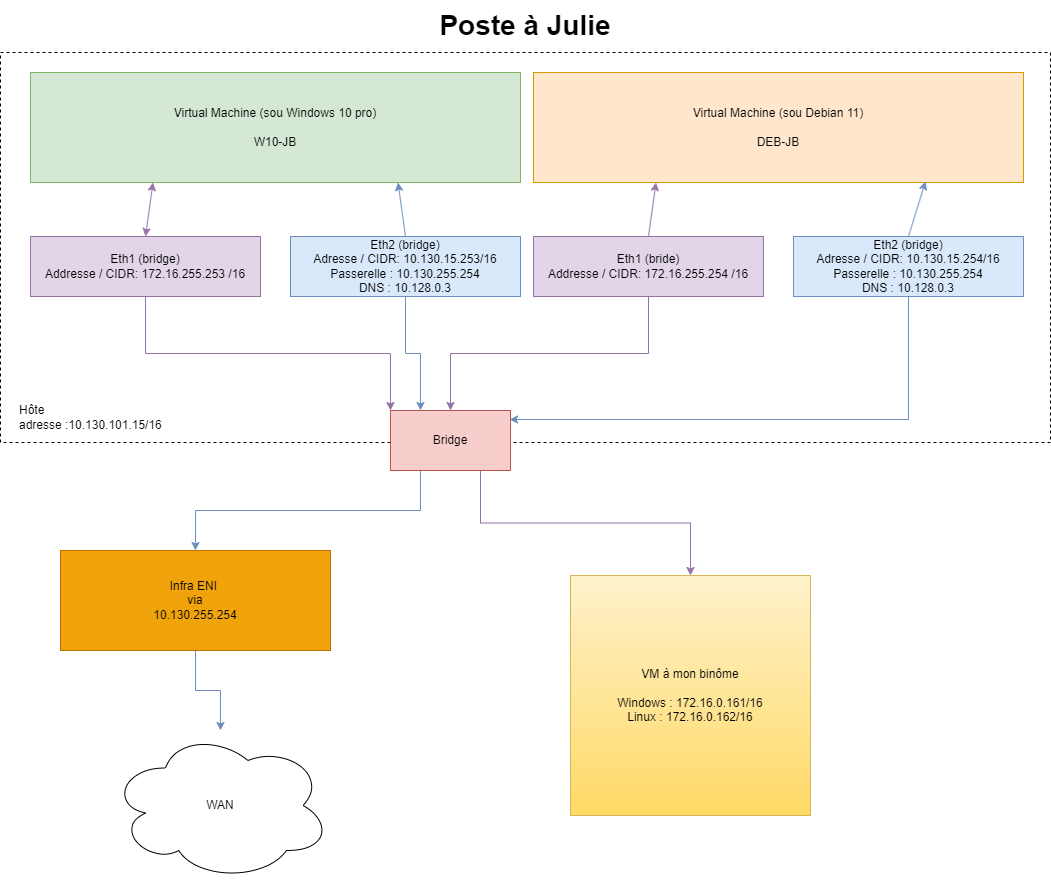 Poste à Julie
Virtual Machine (sou Windows 10 pro)
W10-JB
Virtual Machine (sou Debian 11)
DEB-JB
Eth1 (bridge)
Addresse / CIDR: 172.16.255.253 /16
Eth2 (bridge)
Adresse / CIDR: 10.130.15.253/16
Passerelle : 10.130.255.254
DNS : 10.128.0.3
Eth1 (bride)
Addresse / CIDR: 172.16.255.254 /16
Eth2 (bridge)
Adresse / CIDR: 10.130.15.254/16
Passerelle : 10.130.255.254
DNS : 10.128.0.3
Hôte
adresse :10.130.101.15/16
Bridge
Infra ENI
via
10.130.255.254
VM à mon binôme
Windows : 172.16.0.161/16
Linux : 172.16.0.162/16
WAN